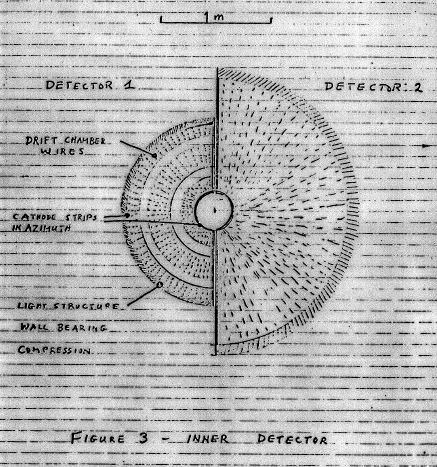 1 m
DETECTOR 1
DETECTOR 2
DRIFT CHAMBER
WIRES
CATHODE STRIPS
IN AZIMUTH
LIGHT STRUCTURE
WALL BEARING
COMPRESSION
FIGURE 3 - INNER DETECTOR